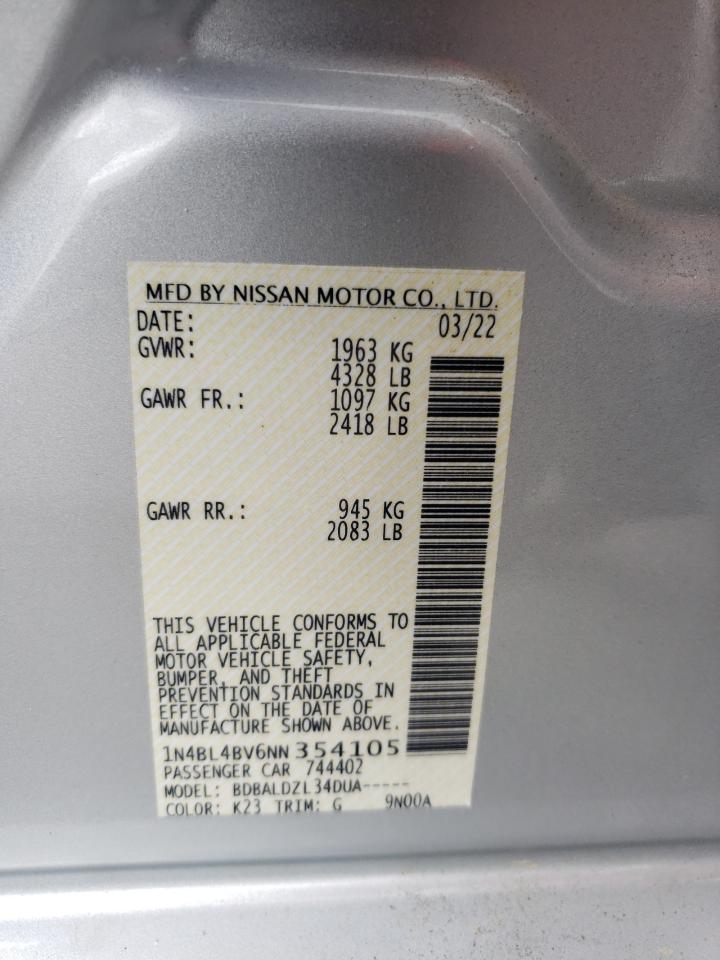 MFD BY NISSAN MOTOR CO., LTD.
DATE: 03/22
GVWR: 1963 KG
4328 LB
GAWR FR.: 1097 KG
2418 LB
GAWR RR.: 945 KG
2083 LB
THIS VEHICLE CONFORMS TO
ALL APPLICABLE FEDERAL
MOTOR VEHICLE SAFETY,
BUMPER, AND THEFT
PREVENTION STANDARDS IN
EFFECT ON THE DATE OF
MANUFACTURE SHOWN ABOVE.
1N4BL4BV6NN354105
PASSENGER CAR 744402
MODEL: BDBALDZL34DUA-----
COLOR: K23 TRIM: G 9N00A